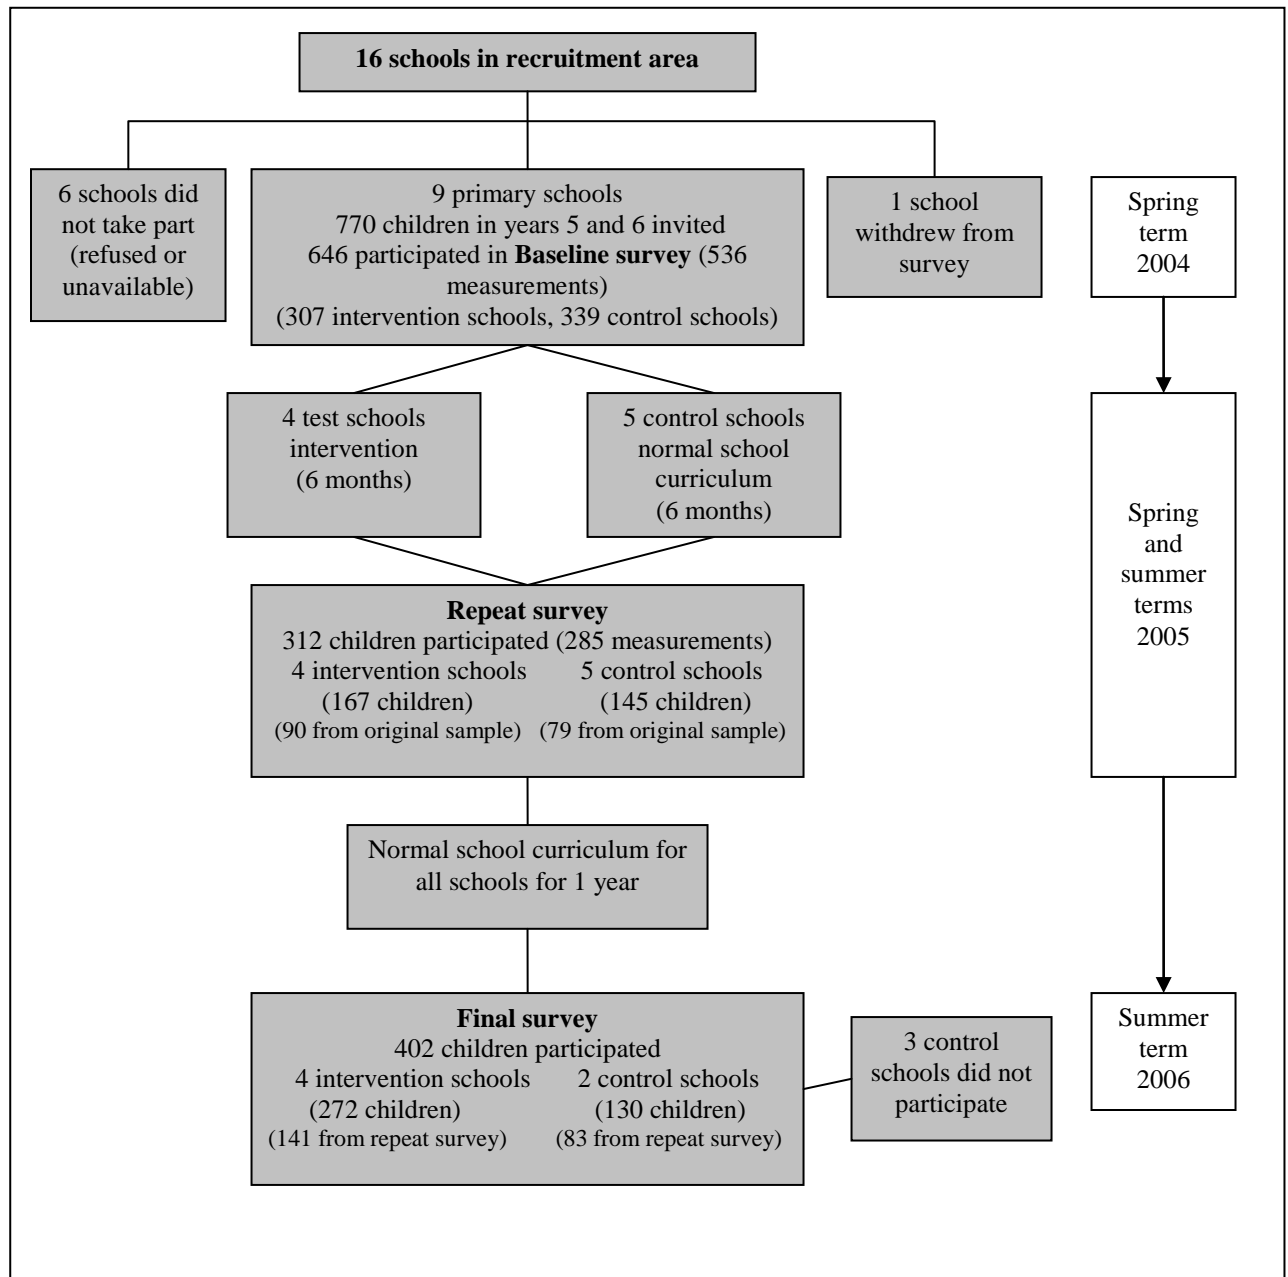 16 schools in recruitment area
6 schools did
not take part
(refused or
unavailable)
9 primary schools
770 children in years 5 and 6 invited
646 participated in Baseline survey (536
measurements)
(307 intervention schools, 339 control schools)
1 school
withdrew from
survey
Spring
term
2004
4 test schools
intervention
(6 months)
5 control schools
normal school
curriculum
(6 months)
Spring
and
summer
terms
2005
Repeat survey
312 children participated (285 measurements)
4 intervention schools 5 control schools
(167 children) (145 children)
(90 from original sample) (79 from original sample)
Normal school curriculum for
all schools for 1 year
Final survey
402 children participated
4 intervention schools 2 control schools
(272 children) (130 children)
(141 from repeat survey) (83 from repeat survey)
3 control
schools did not
participate
Summer
term
2006